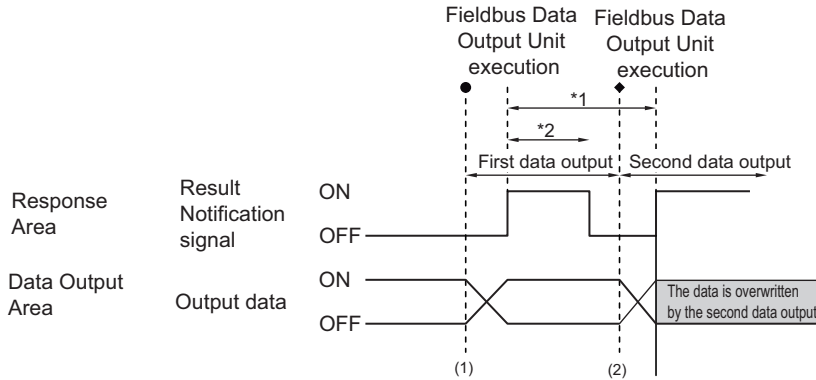 Fieldbus Data
Output Unit
execution
Fieldbus Data
Output Unit
execution
*1
*2
First data output
Second data output
Response
Area
Result
Notification
signal
ON
OFF
Data Output
Area
Output data
ON
OFF
The data is overwritten
by the second data output
(1)
(2)